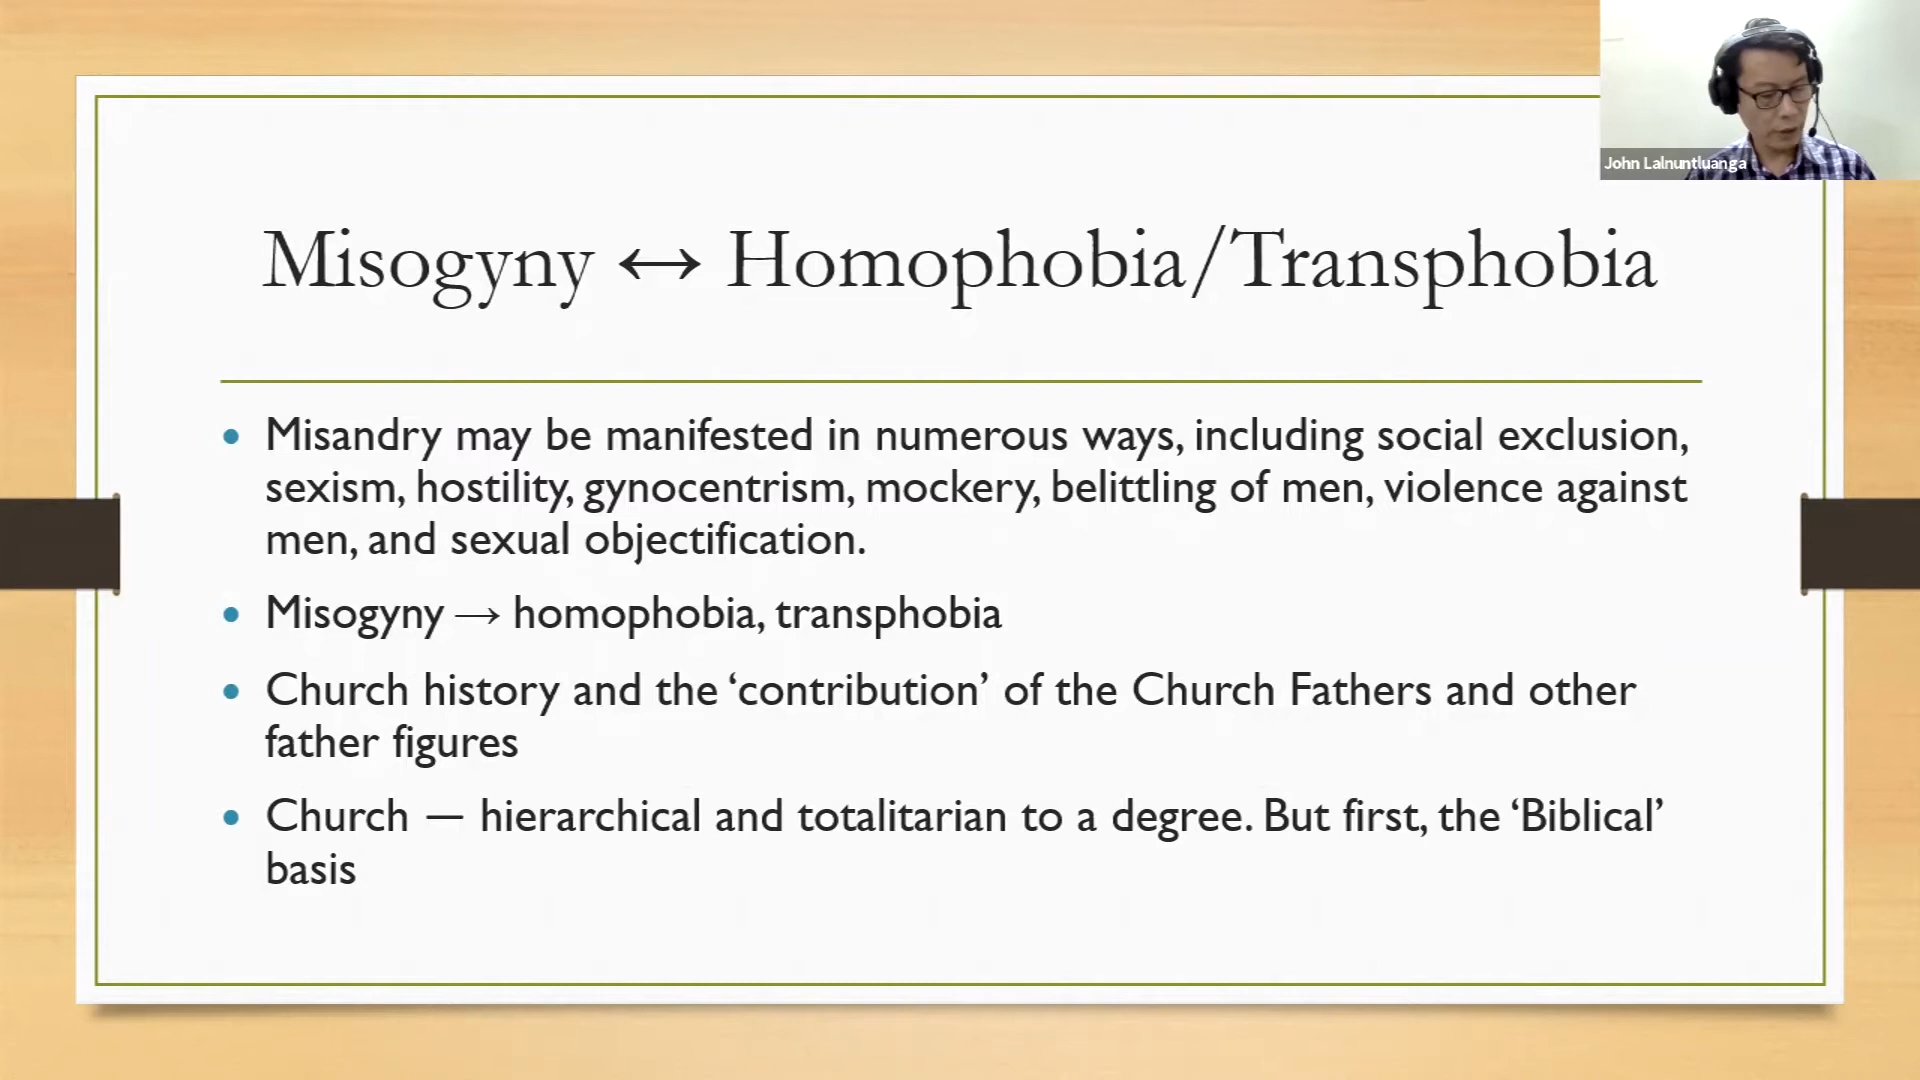 John Lalnuntluanga
Misogyny ↔ Homophobia/Transphobia
• Misandry may be manifested in numerous ways, including social exclusion,
sexism, hostility, gynocentrism, mockery, belittling of men, violence against
men, and sexual objectification.
• Misogyny → homophobia, transphobia
• Church history and the ‘contribution’ of the Church Fathers and other
father figures
• Church — hierarchical and totalitarian to a degree. But first, the ‘Biblical’
basis